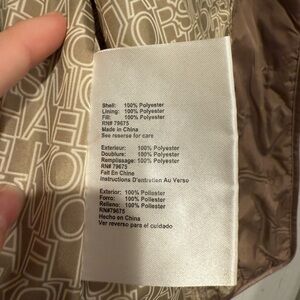 Shell: 100% Polyester
Lining: 100% Polyester
Fill: 100% Polyester
RN# 79675
Made in China
See reverse for care
Exterieur: 100% Polyester
Doublure: 100% Polyester
Remplissage: 100% Polyester
RN# 79675
Fait En Chine
Instructions D'entretien Au Verso
Exterior: 100% Poliester
Forro: 100% Poliester
Relleno: 100% Poliester
RN#79675
Hecho en China
Ver reverso para el cuidado